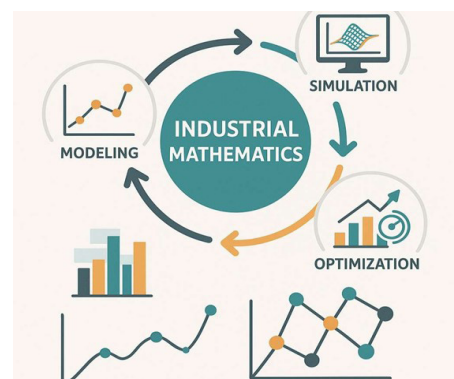 SIMULATION
INDUSTRIAL
MATHEMATICS
MODELING
OPTIMIZATION